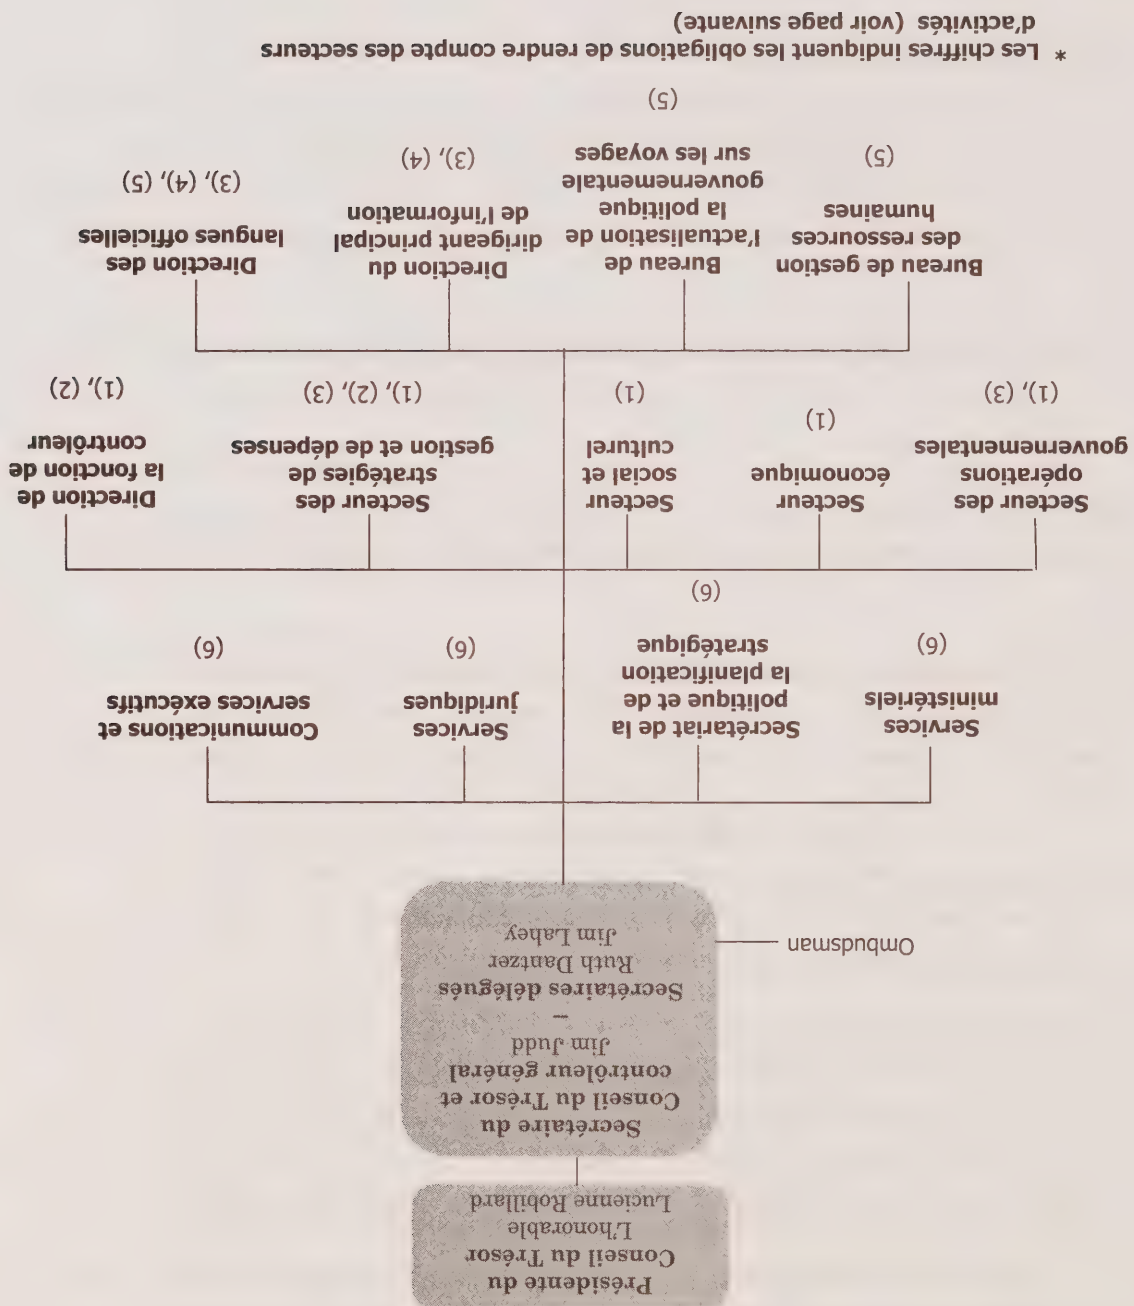 Présidente du
Conseil du Trésor
L'honorable
Lucienne Robillard
Secrétaire du
Conseil du Trésor et
contrôleur général
Jim Judd
–
Secrétaires délégués
Ruth Dantzer
Jim Lahey
Ombudsman
Services
ministériels
(6)
Secrétariat de la
politique et de
la planification
stratégique
(6)
Services
juridiques
(6)
Communications et
services exécutifs
(6)
Secteur des
opérations
gouvernementales
(1), (3)
Secteur
économique
(1)
Secteur
social et
culturel
(1)
Secteur des
stratégies de
gestion et de dépenses
(1), (2), (3)
Direction de
la fonction de
contrôleur
(1), (2)
Bureau de gestion
des ressources
humaines
(5)
Bureau de
l'actualisation de
la politique
gouvernementale
sur les voyages
(5)
Direction du
dirigeant principal
de l'information
(3), (4)
Direction des
langues officielles
(3), (4), (5)
* Les chiffres indiquent les obligations de rendre compte des secteurs
d'activités (voir page suivante)